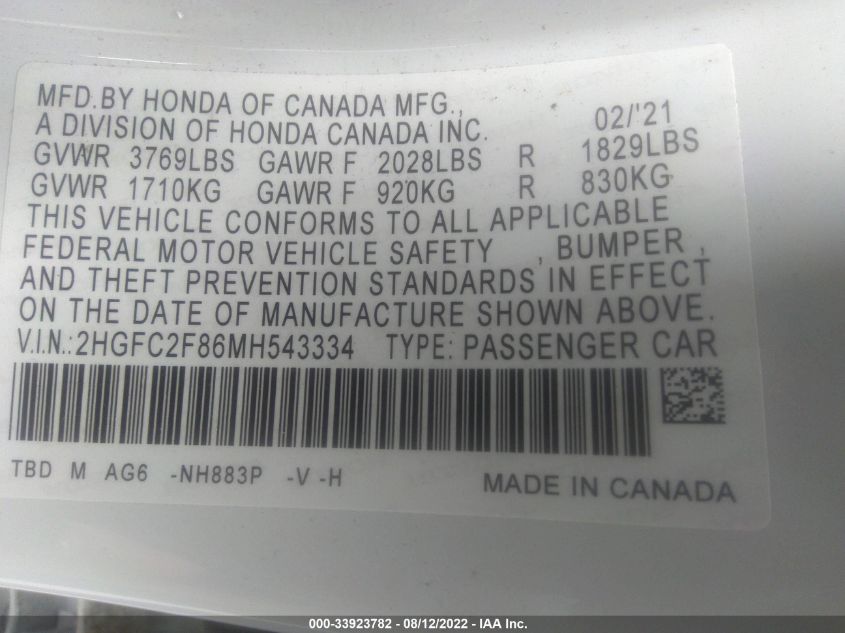 MFD.BY HONDA OF CANADA MFG., 02/'21
A DIVISION OF HONDA CANADA INC.
GVWR 3769LBS GAWR F 2028LBS R 1829LBS
GVWR 1710KG GAWR F 920KG R 830KG
THIS VEHICLE CONFORMS TO ALL APPLICABLE
FEDERAL MOTOR VEHICLE SAFETY , BUMPER ,
AND THEFT PREVENTION STANDARDS IN EFFECT
ON THE DATE OF MANUFACTURE SHOWN ABOVE.
V.I.N.:2HGFC2F86MH543334 TYPE: PASSENGER CAR
TBD M AG6 -NH883P -V -H MADE IN CANADA
000-33923782 - 08/12/2022 - IAA Inc.